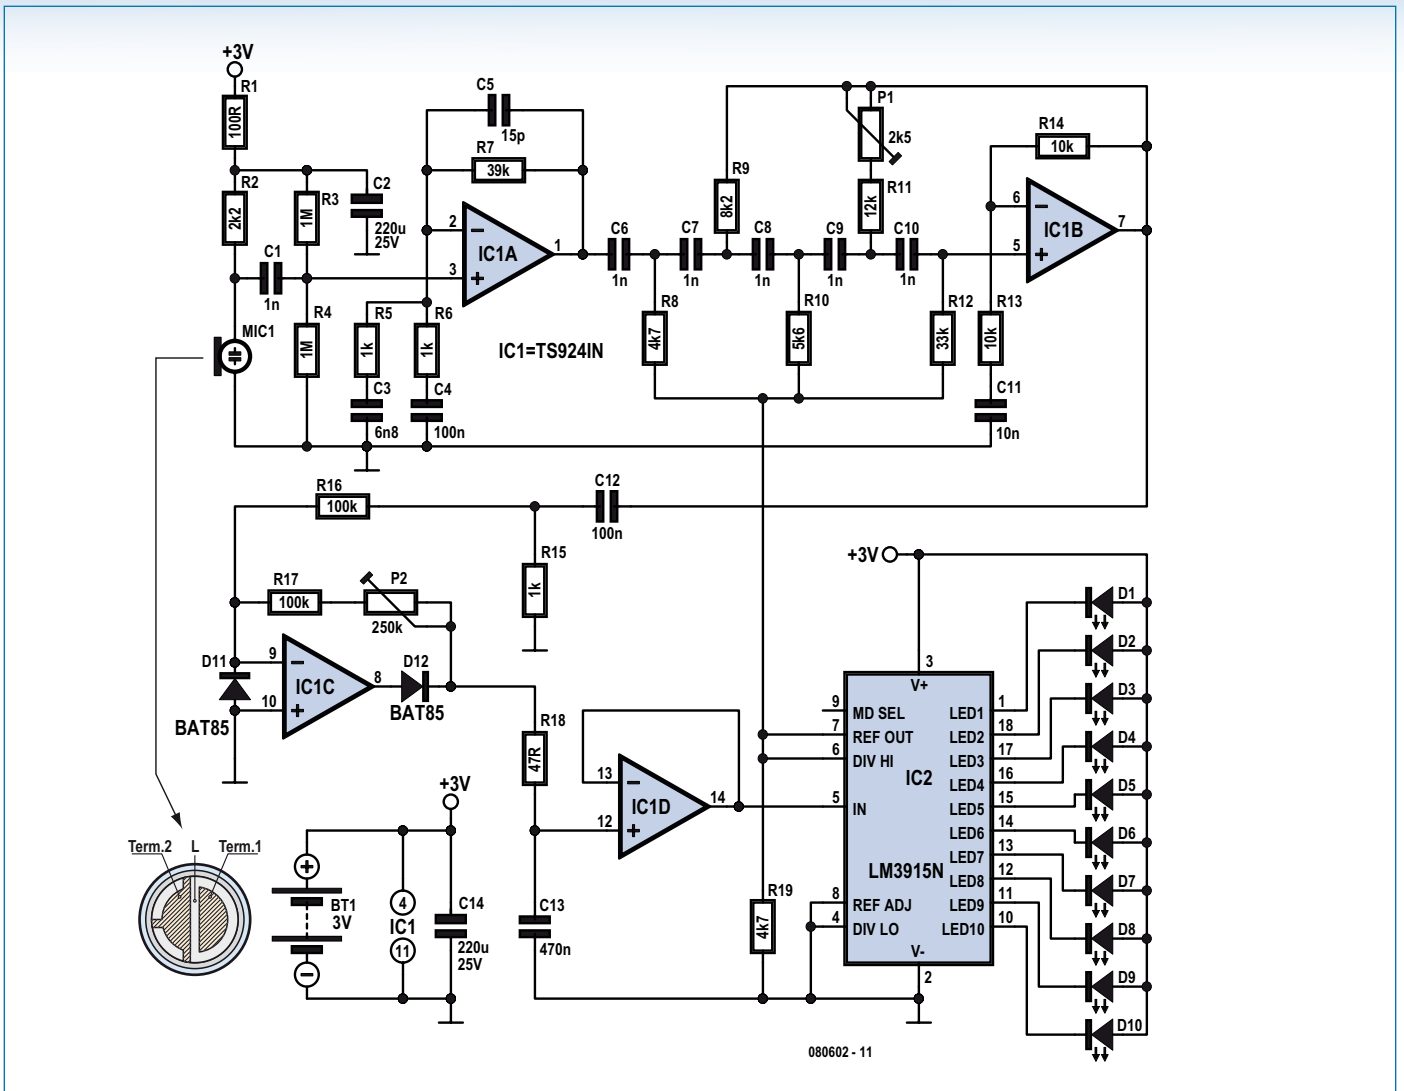 +3V
R1
100R
R2
2k2
R3
1M
C2
220u
25V
C1
1n
R4
1M
MIC1
C5
15p
R7
39k
2
3
1
IC1A
R5
1k
R6
1k
C3
6n8
C4
100n
IC1=TS924IN
C6
1n
C7
1n
C8
1n
C9
1n
C10
1n
R8
4k7
R9
8k2
R10
5k6
P1
2k5
R11
12k
R12
33k
R13
10k
R14
10k
6
5
7
IC1B
C11
10n
R16
100k
C12
100n
R15
1k
R17
100k
P2
250k
D11
BAT85
9
10
8
IC1C
D12
BAT85
R18
47R
13
12
14
IC1D
+3V
Term.2
L
Term.1
BT1
3V
4
IC1
11
C14
220u
25V
C13
470n
R19
4k7
+3V
3
V+
9
MD SEL
7
REF OUT
6
DIV HI
5
IN
8
REF ADJ
4
DIV LO
IC2
LM3915N
V-
2
LED1
1
LED2
18
LED3
17
LED4
16
LED5
15
LED6
14
LED7
13
LED8
12
LED9
11
LED10
10
D1
D2
D3
D4
D5
D6
D7
D8
D9
D10
080602 - 11